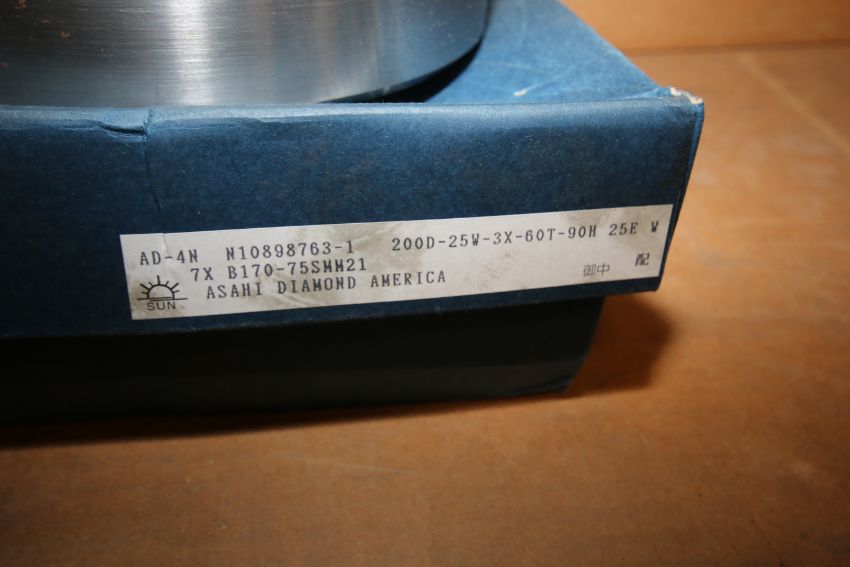 AD-4N N10898763-1 200D-25W-3X-60T-90H 25E W
7X B170-75SMM21
ASAHI DIAMOND AMERICA 御中 配
SUN